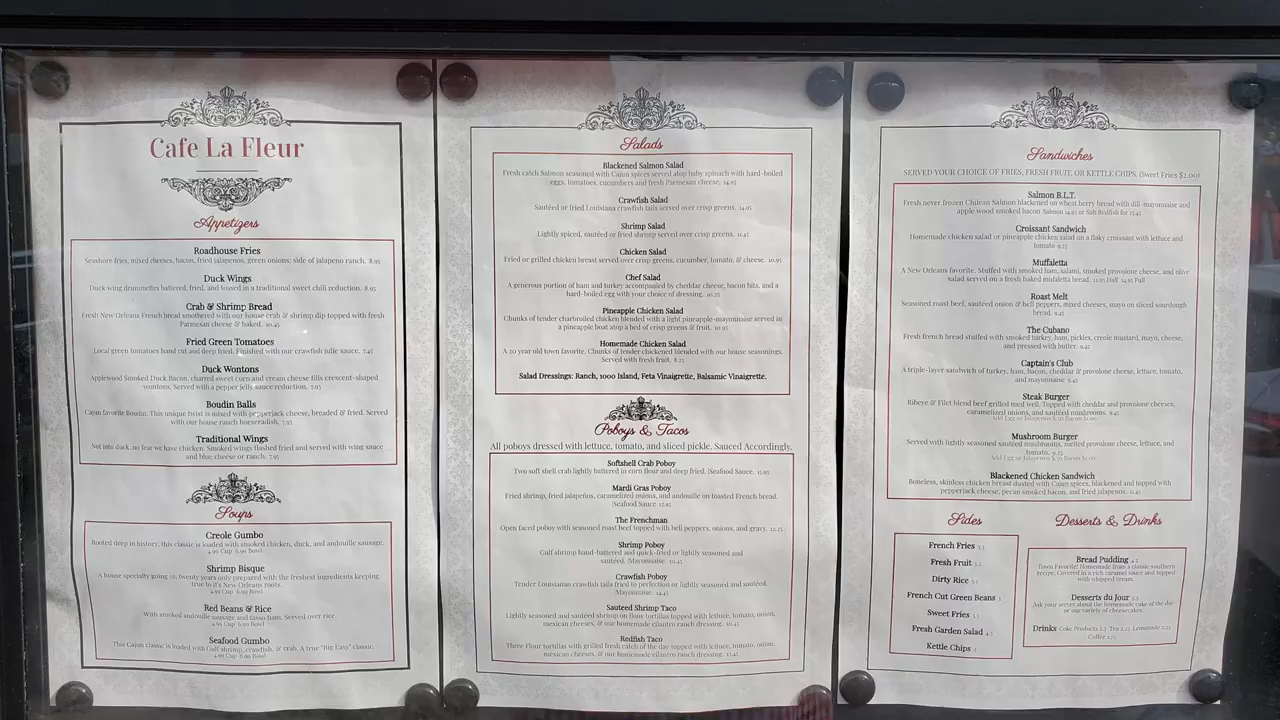 Cafe La Fleur
Appetizers
Roadhouse Fries
Seashore fries, mixed cheeses, bacon, fried jalapenos, green onions; side of jalapeno ranch. 8.95
Duck Wings
Duck wing drummettes battered, fried, and tossed in a traditional sweet chili reduction. 8.95
Crab & Shrimp Bread
Fresh New Orleans French bread smothered with our house crab & shrimp dip topped with fresh
Parmesan cheese & baked. 10.45
Fried Green Tomatoes
Local green tomatoes hand cut and deep fried. Finished with our crawfish julie sauce. 7.45
Duck Wontons
Applewood Smoked Duck Bacon, charred sweet corn and cream cheese fills crescent-shaped
wontons. Served with a pepper jelly sauce reduction. 7.95
Boudin Balls
Cajun favorite Boudin. This unique twist is mixed with pepperjack cheese, breaded & fried. Served
with our house ranch horseradish. 7.95
Traditional Wings
Not into duck..no fear we have chicken. Smoked wings flashed fried and served with wing sauce
and blue cheese or ranch. 7.95
Soups
Creole Gumbo
Rooted deep in history, this classic is loaded with smoked chicken, duck, and andouille sausage.
4.99 Cup 6.99 Bowl
Shrimp Bisque
A house specialty going on twenty years only prepared with the freshest ingredients keeping
true to it's New Orleans roots.
4.99 Cup 6.99 Bowl
Red Beans & Rice
With smoked andouille sausage and tasso ham. Served over rice.
4.99 Cup 6.99 Bowl
Seafood Gumbo
This Cajun classic is loaded with Gulf shrimp, crawfish, & crab. A true "Big Easy" classic.
4.99 Cup 6.99 Bowl
Salads
Blackened Salmon Salad
Fresh catch Salmon seasoned with Cajun spices served atop baby spinach with hard-boiled
eggs, tomatoes, cucumbers and fresh Parmesan cheese. 14.95
Crawfish Salad
Sautéed or fried Louisiana crawfish tails served over crisp greens. 14.95
Shrimp Salad
Lightly spiced, sautéed or fried shrimp served over crisp greens. 11.45
Chicken Salad
Fried or grilled chicken breast served over crisp greens, cucumber, tomato, & cheese. 10.95
Chef Salad
A generous portion of ham and turkey accompanied by cheddar cheese, bacon bits, and a
hard-boiled egg with your choice of dressing. 10.25
Pineapple Chicken Salad
Chunks of tender charbroiled chicken blended with a light pineapple-mayonnaise served in
a pineapple boat atop a bed of crisp greens & fruit. 10.95
Homemade Chicken Salad
A 20 year old town favorite. Chunks of tender chickened blended with our house seasonings.
Served with fresh fruit. 8.25
Salad Dressings: Ranch, 1000 Island, Feta Vinaigrette, Balsamic Vinaigrette.
Poboys & Tacos
All poboys dressed with lettuce, tomato, and sliced pickle. Sauced Accordingly.
Softshell Crab Poboy
Two soft shell crab lightly battered in corn flour and deep fried. |Seafood Sauce. 15.95
Mardi Gras Poboy
Fried shrimp, fried jalapeños, caramelized onions, and andouille on toasted French bread.
|Seafood Sauce 12.95
The Frenchman
Open faced poboy with seasoned roast beef topped with bell peppers, onions, and gravy. 12.25
Shrimp Poboy
Gulf shrimp hand-battered and quick-fried or lightly seasoned and
sautéed. |Mayonnaise. 10.45
Crawfish Poboy
Tender Louisianan crawfish tails fried to perfection or lightly seasoned and sautéed.
|Mayonnaise. 14.45
Sauteed Shrimp Taco
Lightly seasoned and sautéed shrimp on flour tortillas topped with lettuce, tomato, onion,
mexican cheeses, & our homemade cilantro ranch dressing. 10.45
Redfish Taco
Three Flour tortillas with grilled fresh catch of the day topped with lettuce, tomato, onion,
mexican cheeses, & our homemade cilantro ranch dressing. 13.45
Sandwiches
SERVED YOUR CHOICE OF FRIES, FRESH FRUIT, OR KETTLE CHIPS. (Sweet Fries $2.00)
Salmon B.L.T.
Fresh never frozen Chilean Salmon blackened on wheat berry bread with dill-mayonnaise and
apple wood smoked bacon Salmon 14.95 or Sub Redfish for 13.45
Croissant Sandwich
Homemade chicken salad or pineapple chicken salad on a flaky croissant with lettuce and
tomato 9.25
Muffaletta
A New Orleans favorite. Stuffed with smoked ham, salami, smoked provolone cheese, and olive
salad served on a fresh baked mufaletta bread. 11.95 Half 14.95 Full
Roast Melt
Seasoned roast beef, sautéed onion & bell peppers, mixed cheeses, mayo on sliced sourdough
bread. 9.45
The Cubano
Fresh french bread stuffed with smoked turkey, ham, pickles, creole mustard, mayo, cheese,
and pressed with butter. 9.45
Captain's Club
A triple-layer sandwich of turkey, ham, bacon, cheddar & provolone cheese, lettuce, tomato,
and mayonnaise 9.45
Steak Burger
Ribeye & Filet blend beef grilled med well. Topped with cheddar and provolone cheeses,
caramelized onions, and sautéed mushrooms. 9.45
Add Egg or Jalapenos $.50 Bacon $1.00
Mushroom Burger
Served with lightly seasoned sautéed mushrooms, melted provolone cheese, lettuce, and
tomato. 9.25
Add Egg or Jalapenos $.50 Bacon $1.00
Blackened Chicken Sandwich
Boneless, skinless chicken breast dusted with Cajun spices, blackened and topped with
pepperjack cheese, pecan smoked bacon, and fried jalapenos. 11.45
Sides
French Fries
Fresh Fruit
Dirty Rice
French Cut Green Beans
Sweet Fries
Fresh Garden Salad
Kettle Chips
Desserts & Drinks
Bread Pudding
Town Favorite! Homemade from a classic southern
recipe. Covered in a rich caramel sauce and topped
with whipped cream.
Desserts du Jour
Ask your server about the homemade cake of the day
or our variety of cheesecakes.
Drinks Coke Products 2.5 Tea 2.25 Lemonade 2.25
Coffee